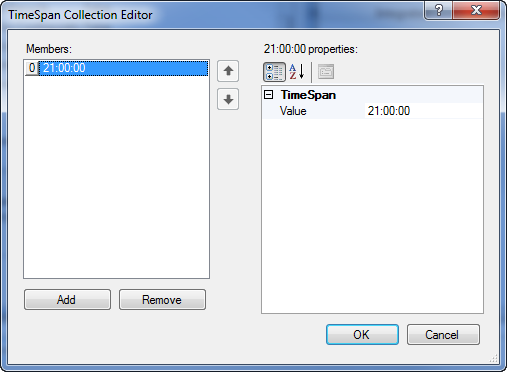 TimeSpan Collection Editor
Members:
0 21:00:00
Add Remove
21:00:00 properties:
A Z
TimeSpan
Value 21:00:00
OK Cancel